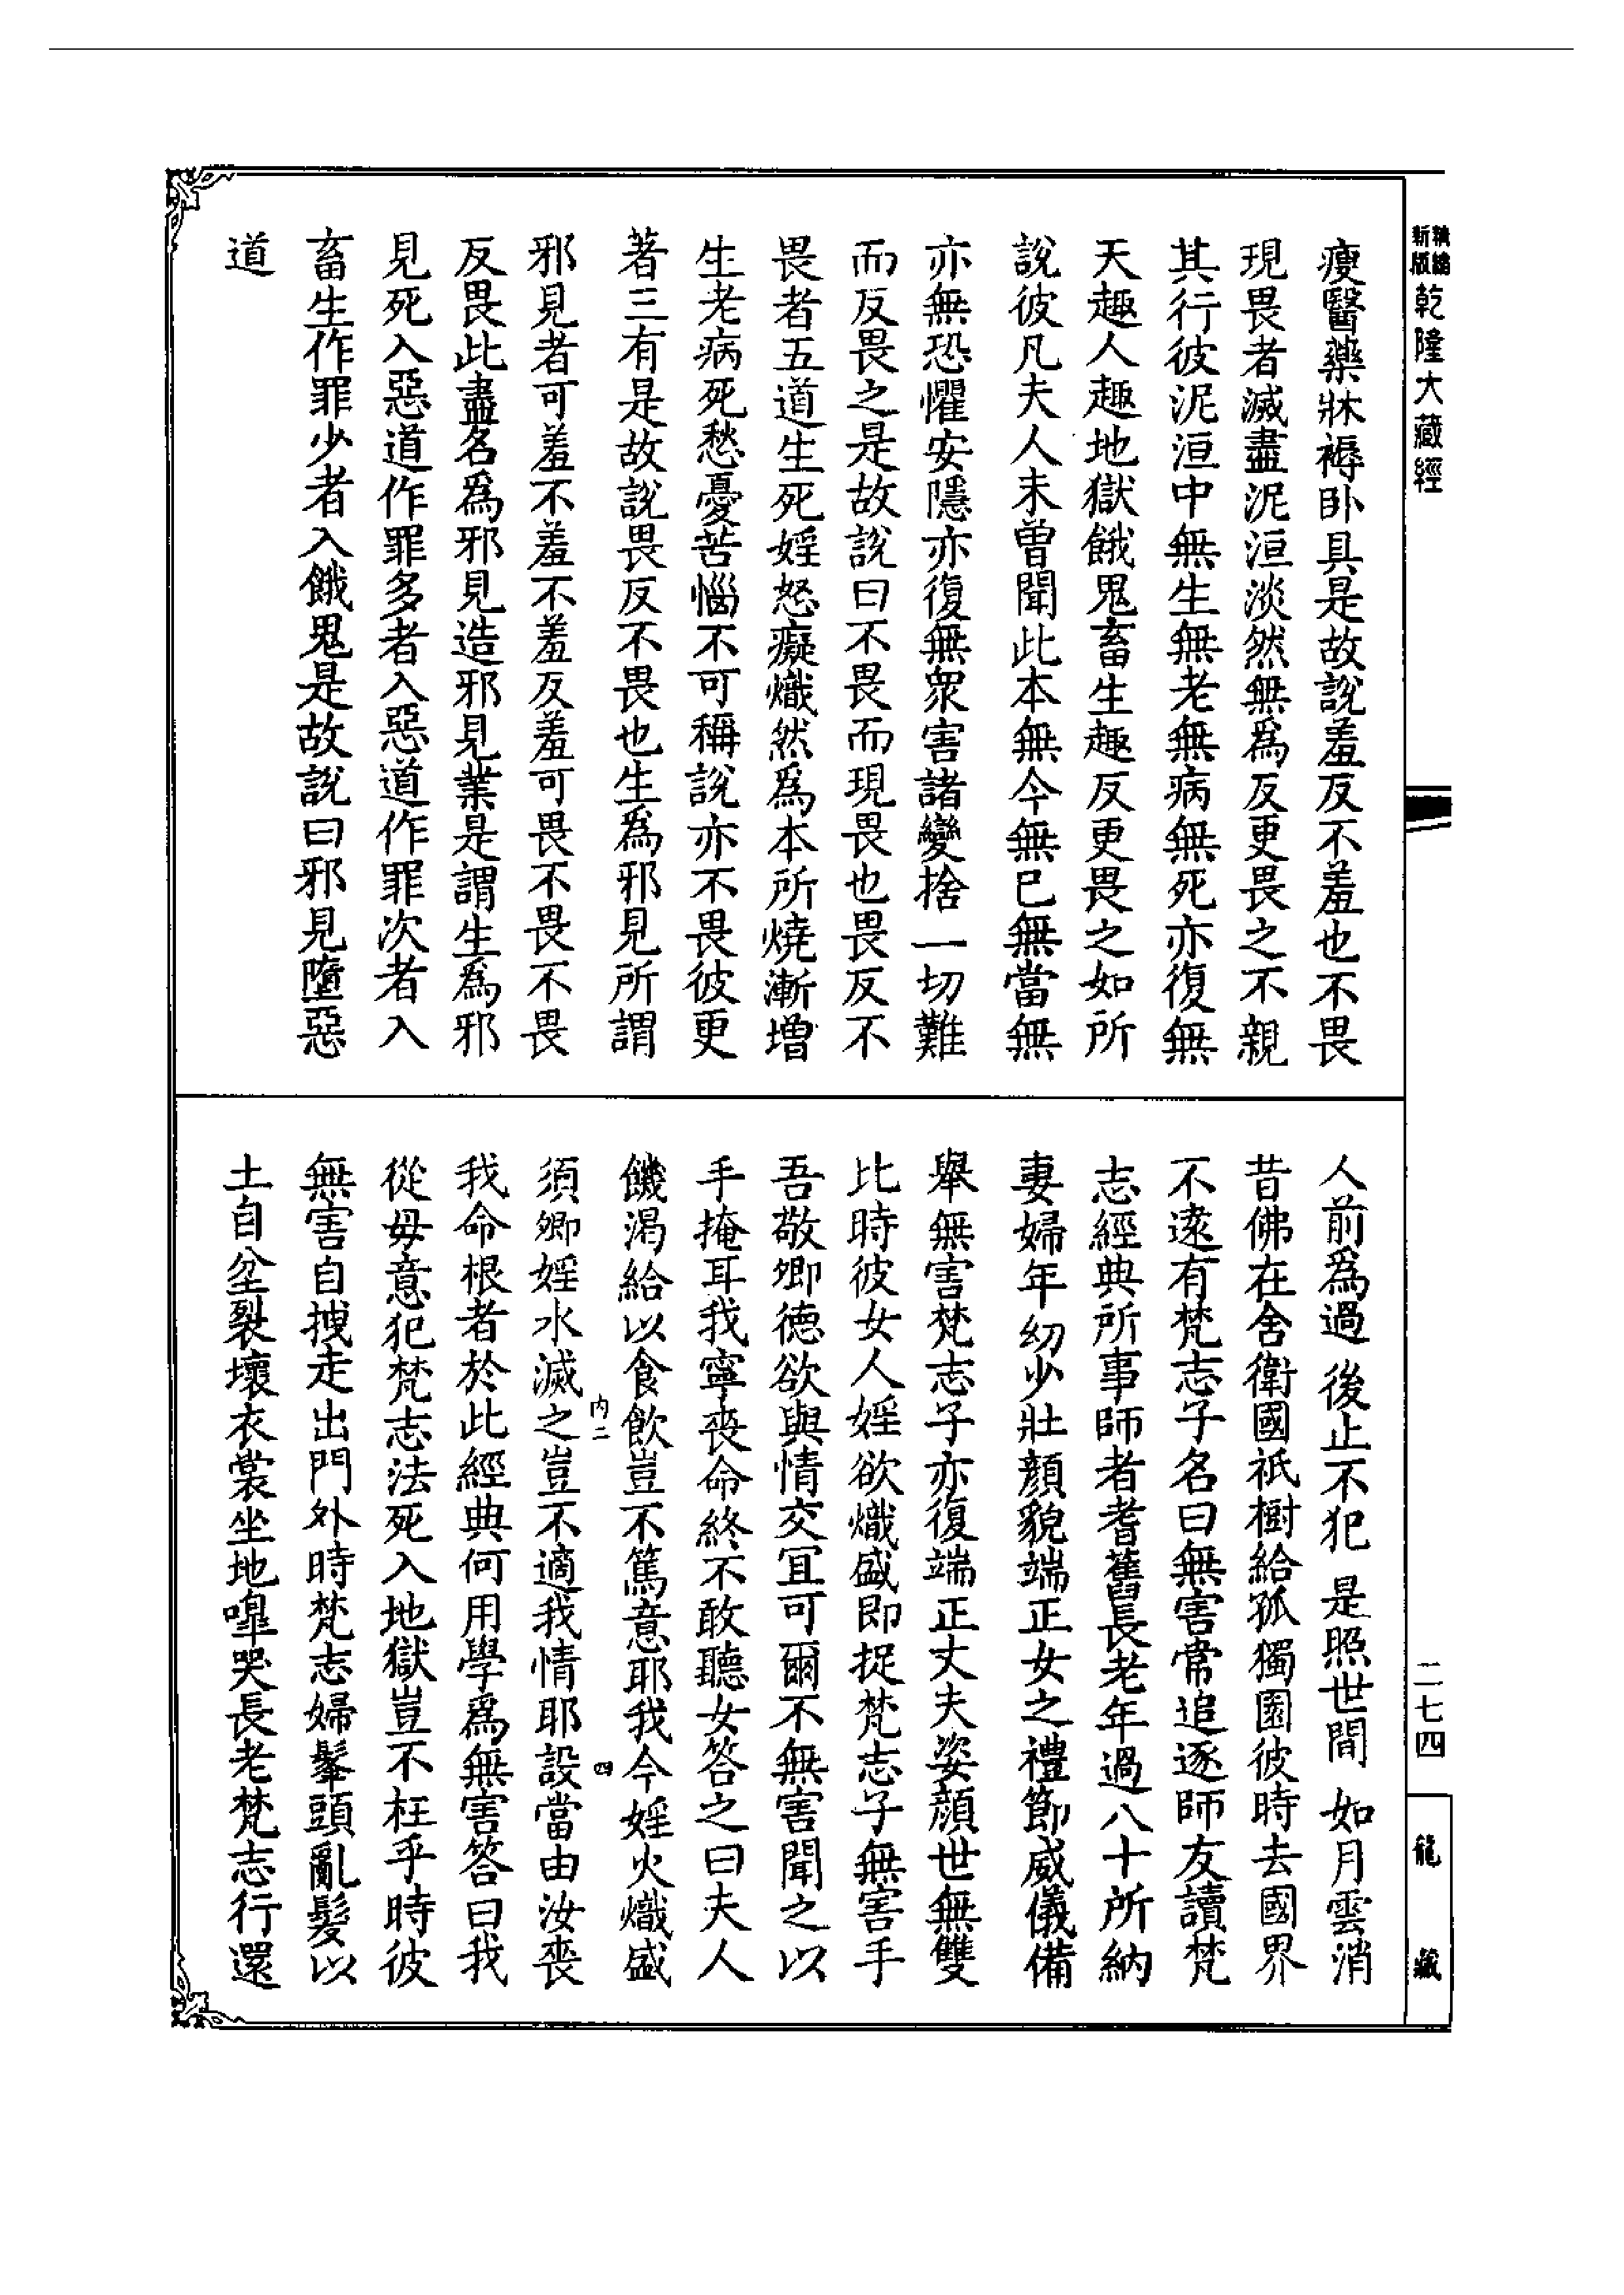 新編縮版乾隆大藏經
瘦醫藥牀褥卧具是故說羞反不羞也不畏
現畏者滅盡泥洹淡然無為反更畏之不親
其行彼泥洹中無生無老無病無死亦復無
天趣人趣地獄餓鬼畜生趣反更畏之如所
說彼凡夫人未曾聞此本無今無已無當無
亦無恐懼安隱亦復無衆害諸變捨一切難
而反畏之是故說曰不畏而現畏也畏反不
畏者五道生死婬怒癡熾然爲本所燒漸增
生老病死愁憂苦惱不可稱說亦不畏彼更
著三有是故說畏反不畏也生爲邪見所謂
邪見者可羞不羞不羞反羞可畏不畏不畏
反畏此盡名爲邪見造邪見業是謂生爲邪
見死入惡道作罪多者入惡道作罪次者入
畜生作罪少者入餓鬼是故說曰邪見墮惡
道
人前爲過 後止不犯 是照世間 如月雲消
昔佛在舍衛國祇樹給孤獨園彼時去國界
不遠有梵志子名曰無害常追逐師友讀梵
志經典所事師者耆舊長老年過八十所納
妻婦年幼少壯顏貌端正女之禮節威儀備
舉無害梵志子亦復端正丈夫姿顏世無雙
比時彼女人婬欲熾盛即捉梵志子無害手
吾敬卿德欲與情交宜可爾不無害聞之以
手掩耳我寧喪命終不敢聽女答之曰夫人
饑渴給以食飲豈不篤意耶我今婬火熾盛
内二
四
須卿婬水滅之豈不適我情耶設當由汝喪
我命根者於此經典何用學爲無害答曰我
從母意犯梵志法死入地獄豈不枉乎時彼
無害自拽走出門外時梵志婦鬔頭亂髮以
土自坌裂壞衣裳坐地嘷哭長老梵志行還
二七四
龍藏